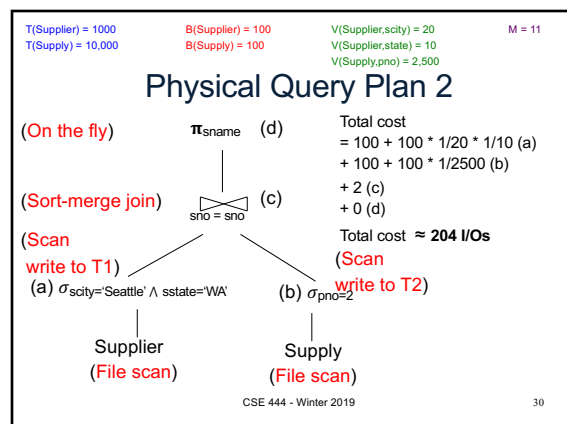 T(Supplier) = 1000 B(Supplier) = 100 V(Supplier,scity) = 20 M = 11
T(Supply) = 10,000 B(Supply) = 100 V(Supplier,state) = 10
V(Supply,pno) = 2,500
Physical Query Plan 2
(On the fly) πsname (d)
Total cost
= 100 + 100 * 1/20 * 1/10 (a)
+ 100 + 100 * 1/2500 (b)
+ 2 (c)
+ 0 (d)
Total cost ≈ 204 I/Os
(Sort-merge join) (c)
sno = sno
(Scan
write to T1)
(Scan
write to T2)
(a) σscity=‘Seattle’ ∧ sstate=‘WA’
(b) σpno=2
Supplier
(File scan)
Supply
(File scan)
CSE 444 - Winter 2019 30